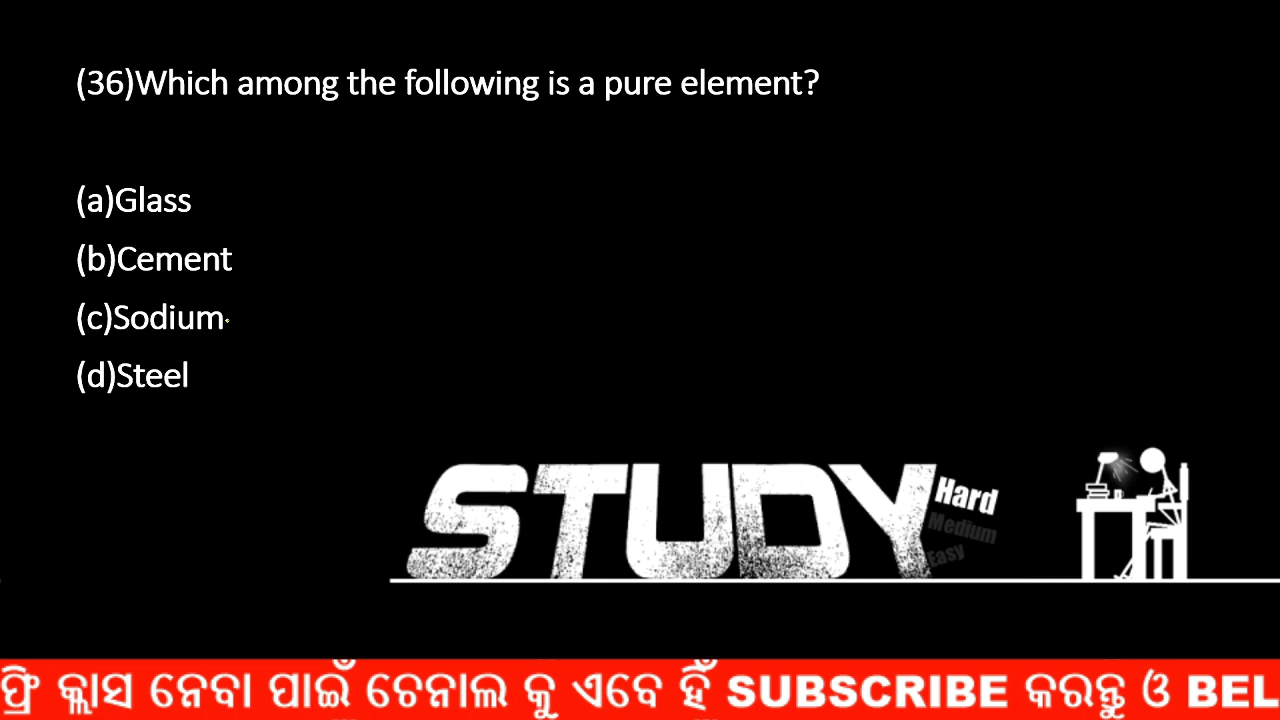 (36)Which among the following is a pure element?
(a)Glass
(b)Cement
(c)Sodium
(d)Steel
STUDY
Hard
Medium
Easy
ଫ୍ରି କ୍ଲାସ ନେବା ପାଇଁ ଚେନାଲ କୁ ଏବେ ହିଁ SUBSCRIBE କରନ୍ତୁ ଓ BEL